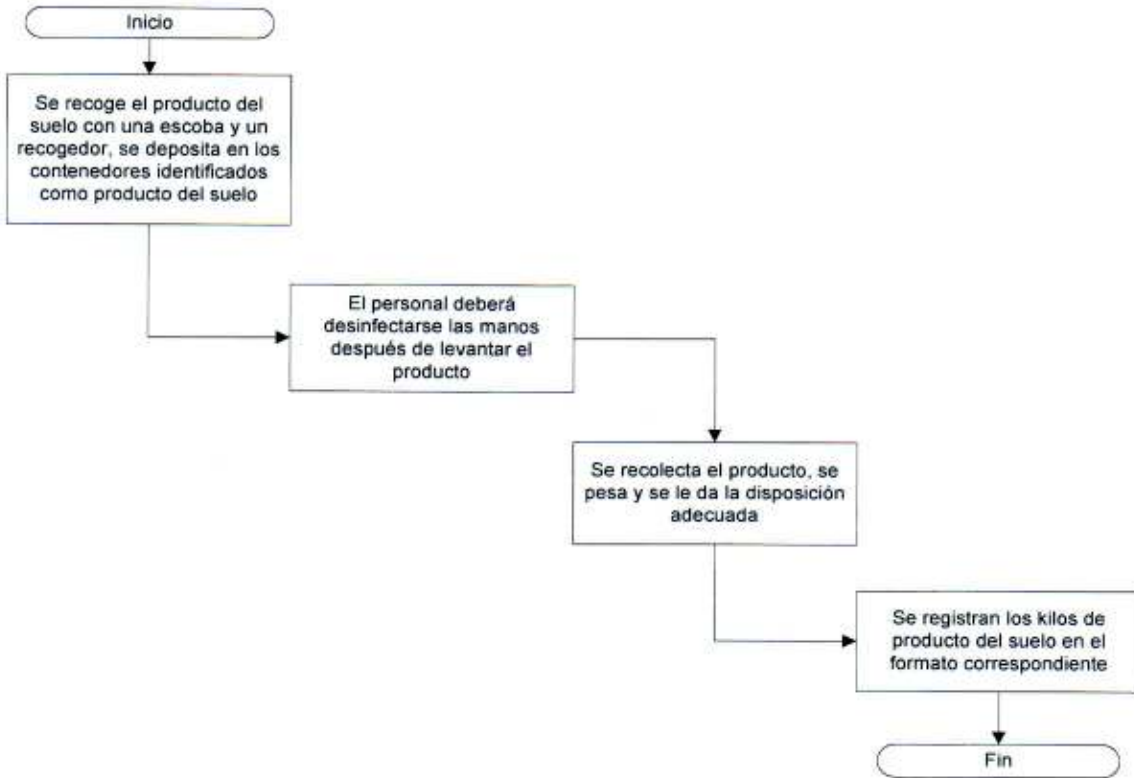 Inicio
Se recoge el producto del
suelo con una escoba y un
recogedor, se deposita en los
contenedores identificados
como producto del suelo
El personal deberá
desinfectarse las manos
después de levantar el
producto
Se recolecta el producto, se
pesa y se le da la disposición
adecuada
Se registran los kilos de
producto del suelo en el
formato correspondiente
Fin